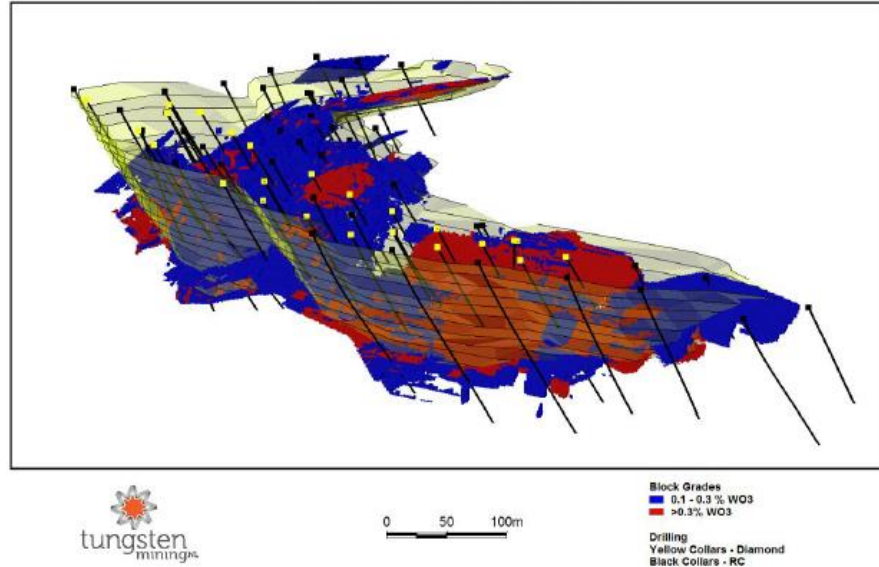 tungsten
mining NL
0 50 100m
Block Grades
0.1 - 0.3 % WO3
>0.3% WO3
Drilling
Yellow Collars - Diamond
Black Collars - RC